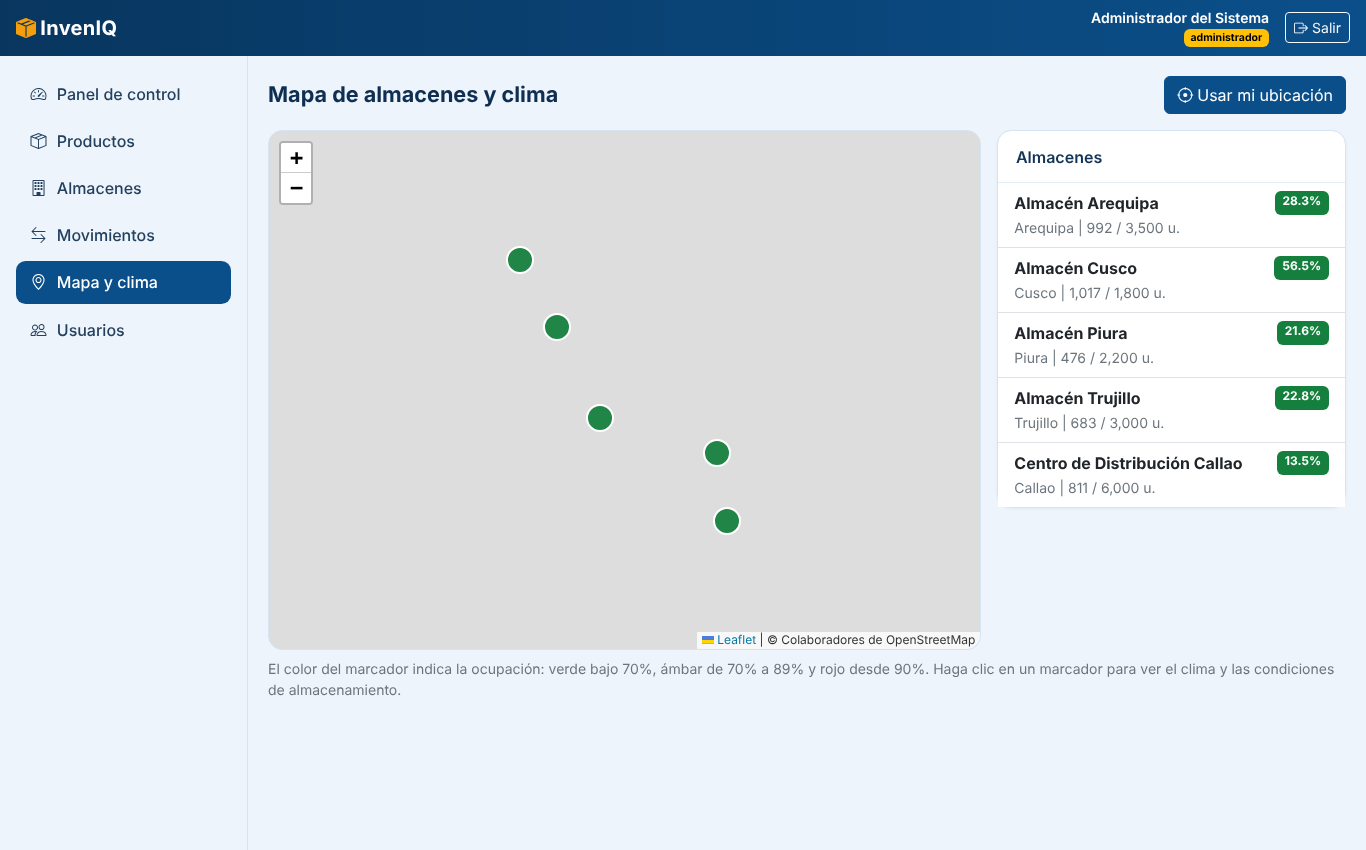 InvenIQ
Administrador del Sistema
administrador
Salir
Panel de control
Productos
Almacenes
Movimientos
Mapa y clima
Usuarios
Mapa de almacenes y clima
Usar mi ubicación
+
−
Leaflet | © Colaboradores de OpenStreetMap
El color del marcador indica la ocupación: verde bajo 70%, ámbar de 70% a 89% y rojo desde 90%. Haga clic en un marcador para ver el clima y las condiciones
de almacenamiento.
Almacenes
Almacén Arequipa 28.3%
Arequipa | 992 / 3,500 u.
Almacén Cusco 56.5%
Cusco | 1,017 / 1,800 u.
Almacén Piura 21.6%
Piura | 476 / 2,200 u.
Almacén Trujillo 22.8%
Trujillo | 683 / 3,000 u.
Centro de Distribución Callao 13.5%
Callao | 811 / 6,000 u.